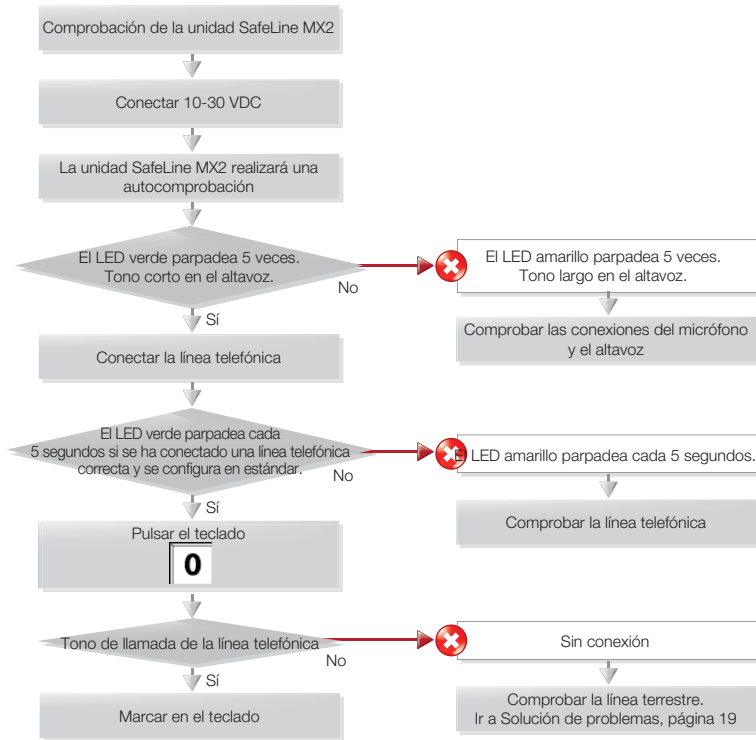 Comprobación de la unidad SafeLine MX2
Conectar 10-30 VDC
La unidad SafeLine MX2 realizará una
autocomprobación
El LED verde parpadea 5 veces.
Tono corto en el altavoz.
No
El LED amarillo parpadea 5 veces.
Tono largo en el altavoz.
Sí
Comprobar las conexiones del micrófono
y el altavoz
Conectar la línea telefónica
El LED verde parpadea cada
5 segundos si se ha conectado una línea telefónica
correcta y se configura en estándar.
No
El LED amarillo parpadea cada 5 segundos.
Sí
Comprobar la línea telefónica
Pulsar el teclado
0
Tono de llamada de la línea telefónica
No
Sin conexión
Sí
Marcar en el teclado
Comprobar la línea terrestre.
Ir a Solución de problemas, página 19